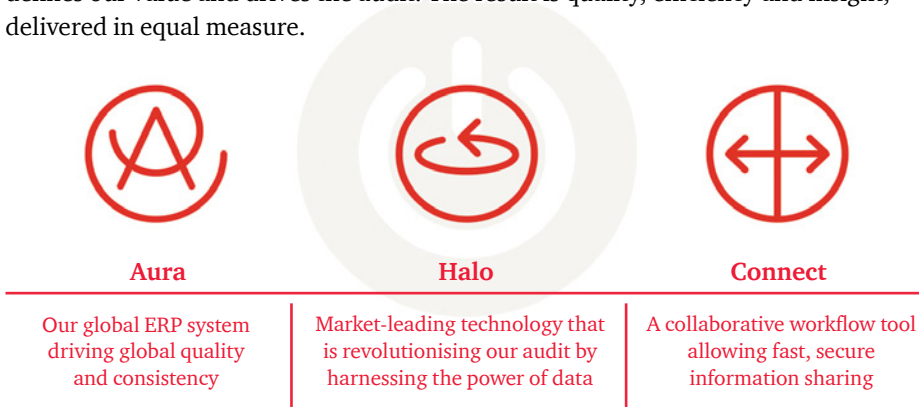 delivered in equal measure.
Aura
Halo
Connect
Our global ERP system
driving global quality
and consistency
Market-leading technology that
is revolutionising our audit by
harnessing the power of data
A collaborative workflow tool
allowing fast, secure
information sharing